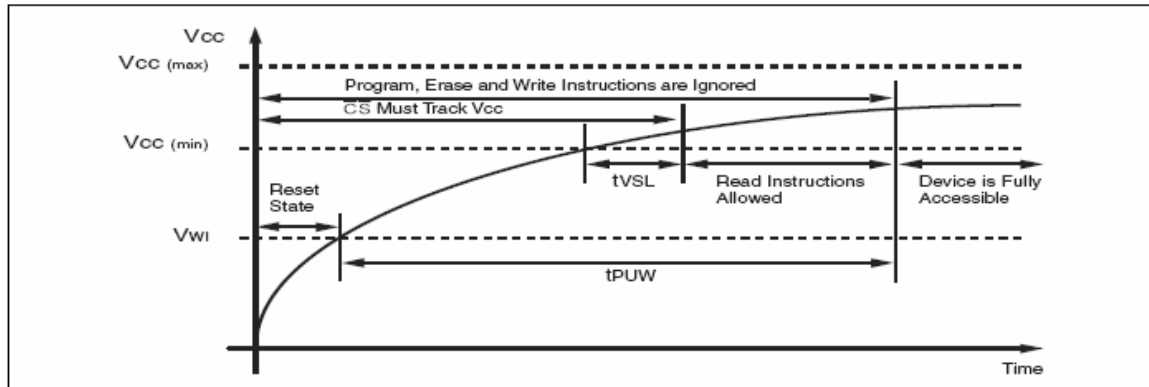 Vcc
Vcc (max)
Program, Erase and Write Instructions are Ignored
CS Must Track Vcc
Vcc (min)
tVSL
Read Instructions
Allowed
Device is Fully
Accessible
Reset
State
VWI
tPUW
Time